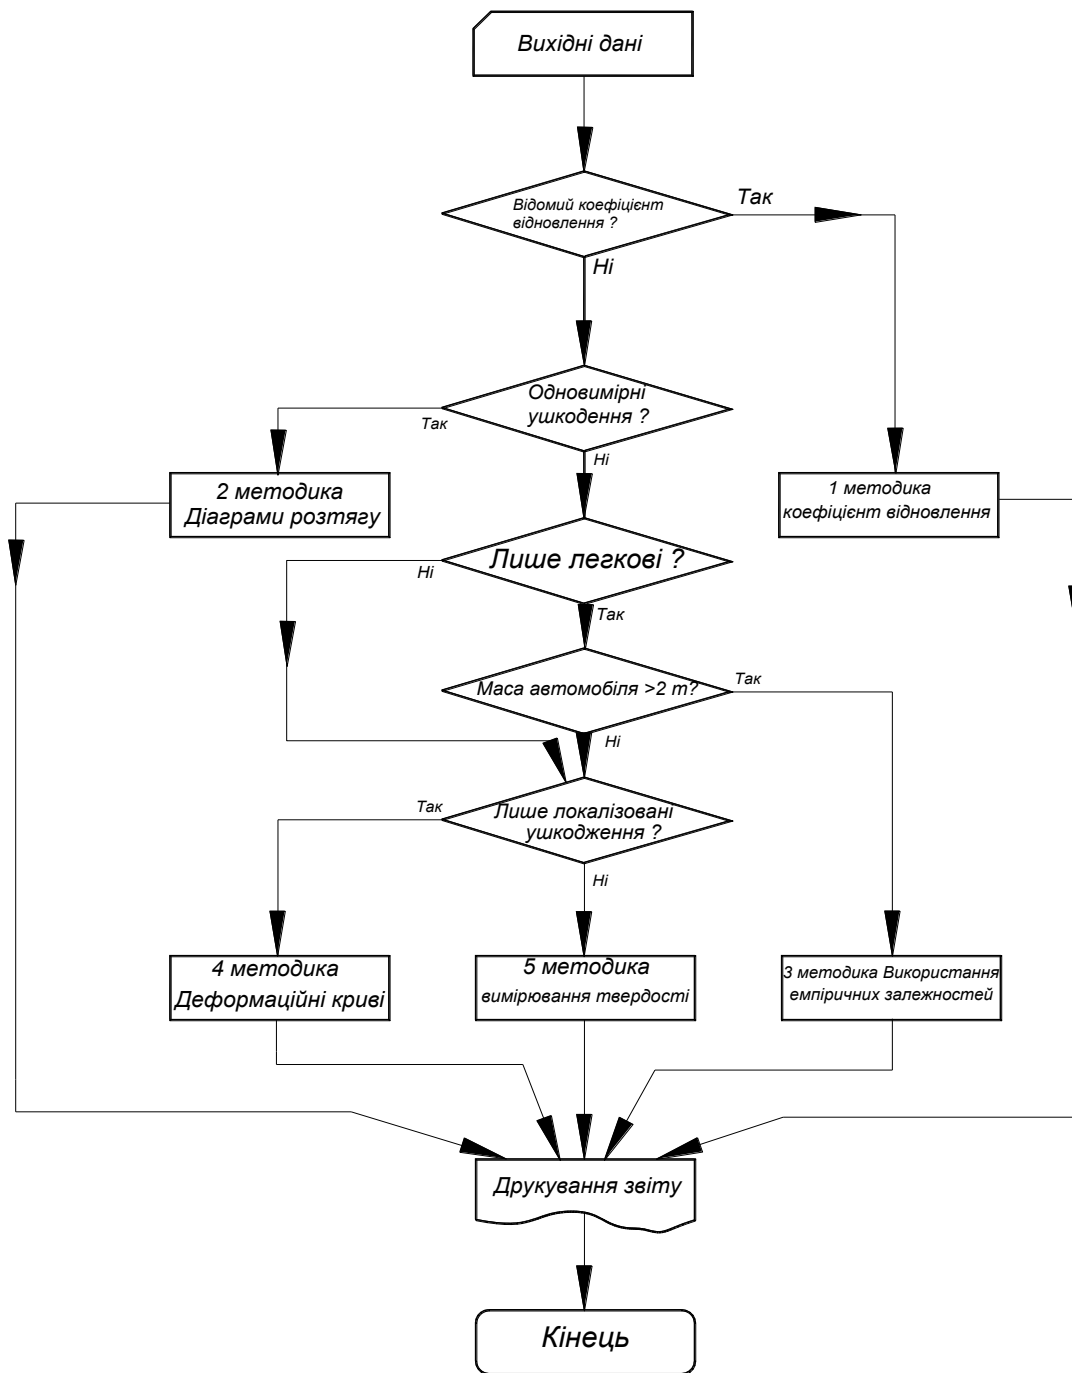 Вихідні дані
Відомий коефіцієнт
відновлення ?
Так
Ні
Одновимірні
ушкодення ?
Так
Ні
2 методика
Діаграми розтягу
1 методика
коефіцієнт відновлення
Лише легкові ?
Ні
Так
Маса автомобіля >2 т?
Так
Ні
Лише локалізовані
ушкодження ?
Так
Ні
4 методика
Деформаційні криві
5 методика
вимірювання твердості
3 методика Використання
емпіричних залежностей
Друкування звіту
Кінець